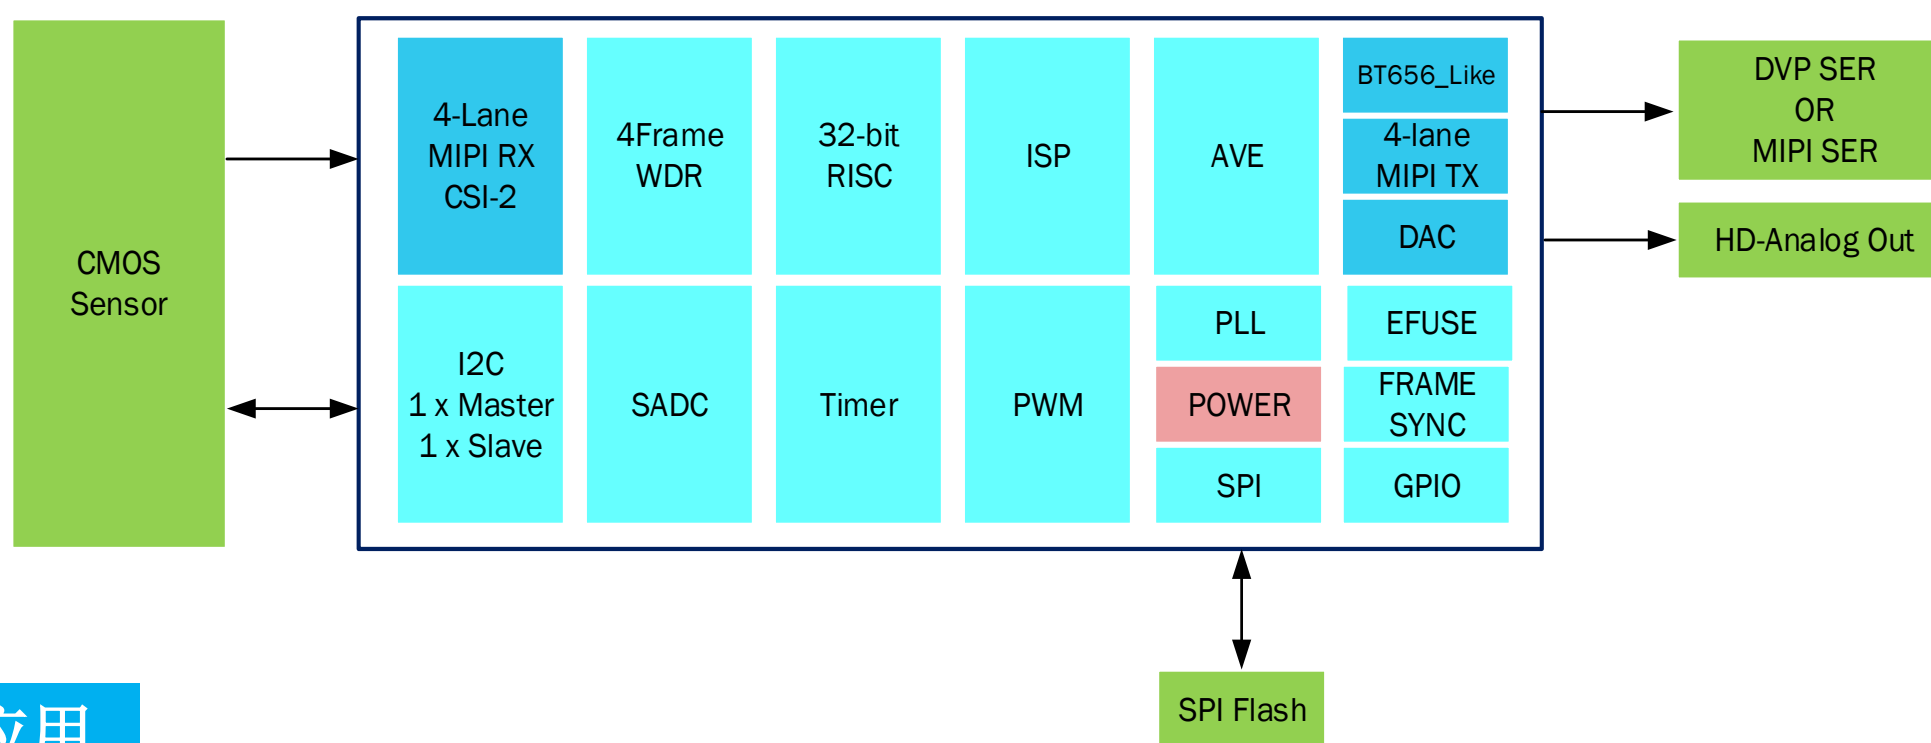 CMOS
Sensor
4-Lane
MIPI RX
CSI-2
4Frame
WDR
32-bit
RISC
ISP
AVE
BT656_Like
4-lane
MIPI TX
DAC
I2C
1 x Master
1 x Slave
SADC
Timer
PWM
PLL
POWER
SPI
EFUSE
FRAME
SYNC
GPIO
DVP SER
OR
MIPI SER
HD-Analog Out
SPI Flash
应用